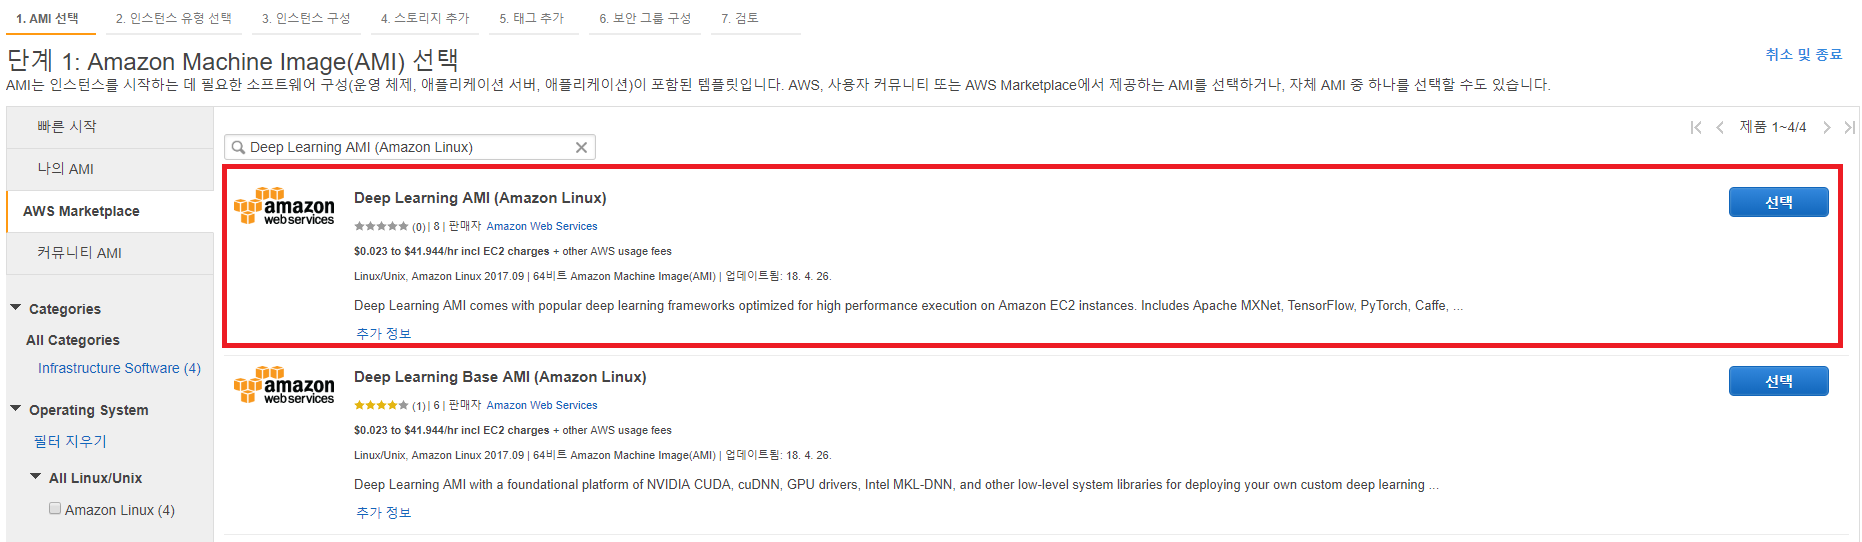 1. AMI 선택 2. 인스턴스 유형 선택 3. 인스턴스 구성 4. 스토리지 추가 5. 태그 추가 6. 보안 그룹 구성 7. 검토
단계 1: Amazon Machine Image(AMI) 선택
취소 및 종료
AMI는 인스턴스를 시작하는 데 필요한 소프트웨어 구성(운영 체제, 애플리케이션 서버, 애플리케이션)이 포함된 템플릿입니다. AWS, 사용자 커뮤니티 또는 AWS Marketplace에서 제공하는 AMI를 선택하거나, 자체 AMI 중 하나를 선택할 수도 있습니다.
빠른 시작
나의 AMI
AWS Marketplace
커뮤니티 AMI
Categories
All Categories
Infrastructure Software (4)
Operating System
필터 지우기
All Linux/Unix
Amazon Linux (4)
제품 1~4/4
Deep Learning AMI (Amazon Linux)
amazon
web services
Deep Learning AMI (Amazon Linux)
선택
(0) | 8 | 판매자 Amazon Web Services
$0.023 to $41.944/hr incl EC2 charges + other AWS usage fees
Linux/Unix, Amazon Linux 2017.09 | 64비트 Amazon Machine Image(AMI) | 업데이트됨: 18. 4. 26.
Deep Learning AMI comes with popular deep learning frameworks optimized for high performance execution on Amazon EC2 instances. Includes Apache MXNet, TensorFlow, PyTorch, Caffe, ...
추가 정보
amazon
web services
Deep Learning Base AMI (Amazon Linux)
선택
(1) | 6 | 판매자 Amazon Web Services
$0.023 to $41.944/hr incl EC2 charges + other AWS usage fees
Linux/Unix, Amazon Linux 2017.09 | 64비트 Amazon Machine Image(AMI) | 업데이트됨: 18. 4. 26.
Deep Learning AMI with a foundational platform of NVIDIA CUDA, cuDNN, GPU drivers, Intel MKL-DNN, and other low-level system libraries for deploying your own custom deep learning ...
추가 정보